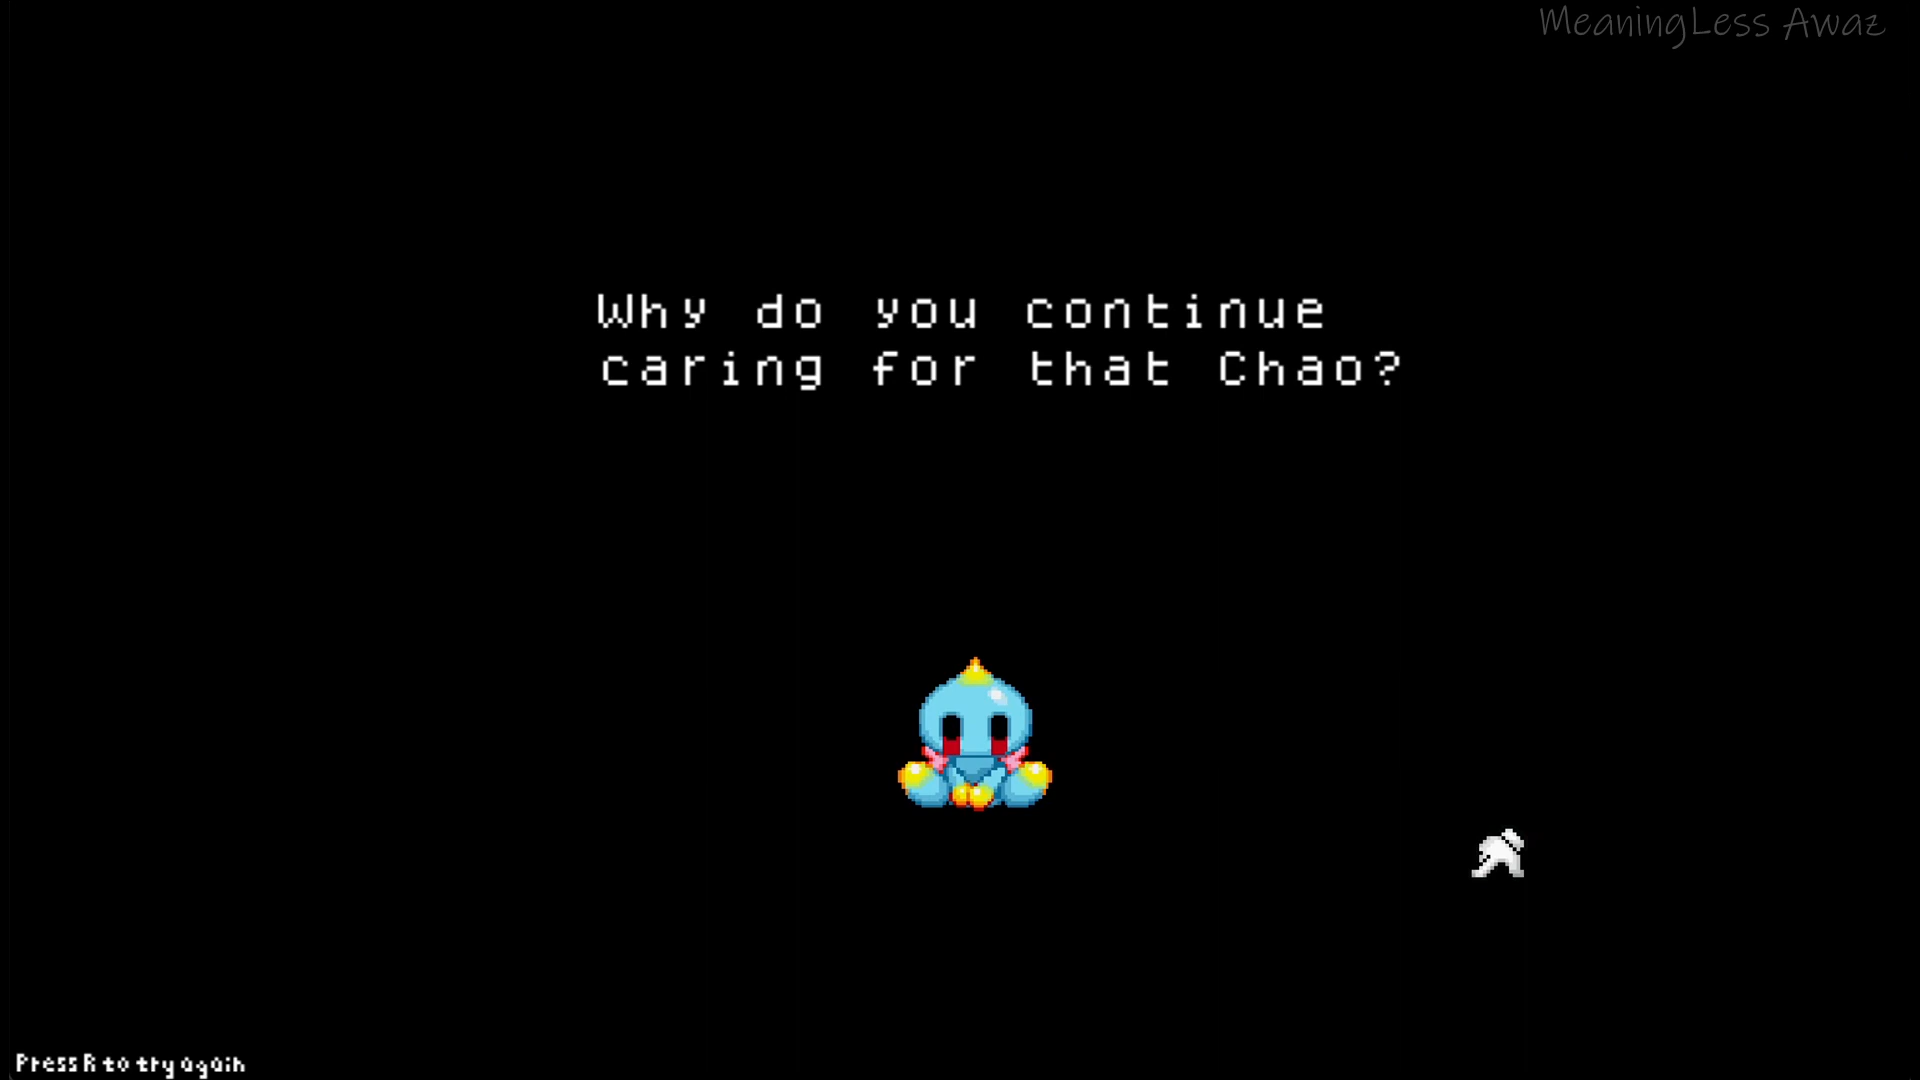 MeaningLess Awaz
Why do you continue
caring for that Chao?
Press R to try again